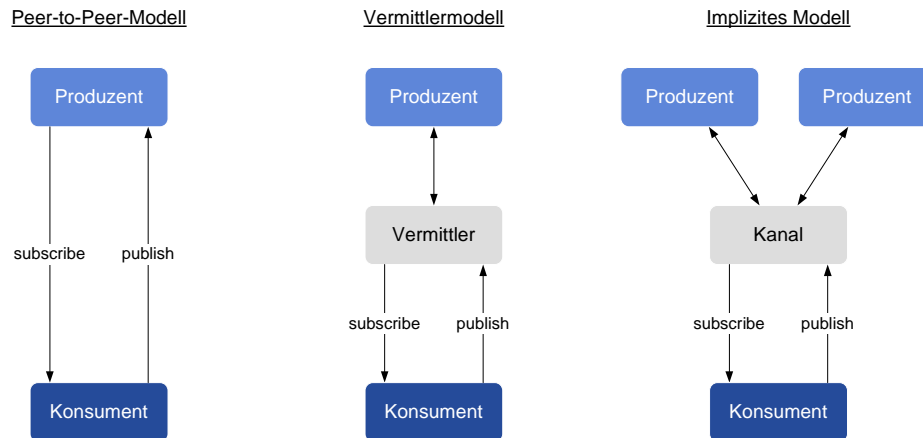 Peer-to-Peer-Modell
Vermittlermodell
Implizites Modell
Produzent
Produzent
Produzent
Produzent
Vermittler
Kanal
subscribe
publish
subscribe
publish
subscribe
publish
Konsument
Konsument
Konsument